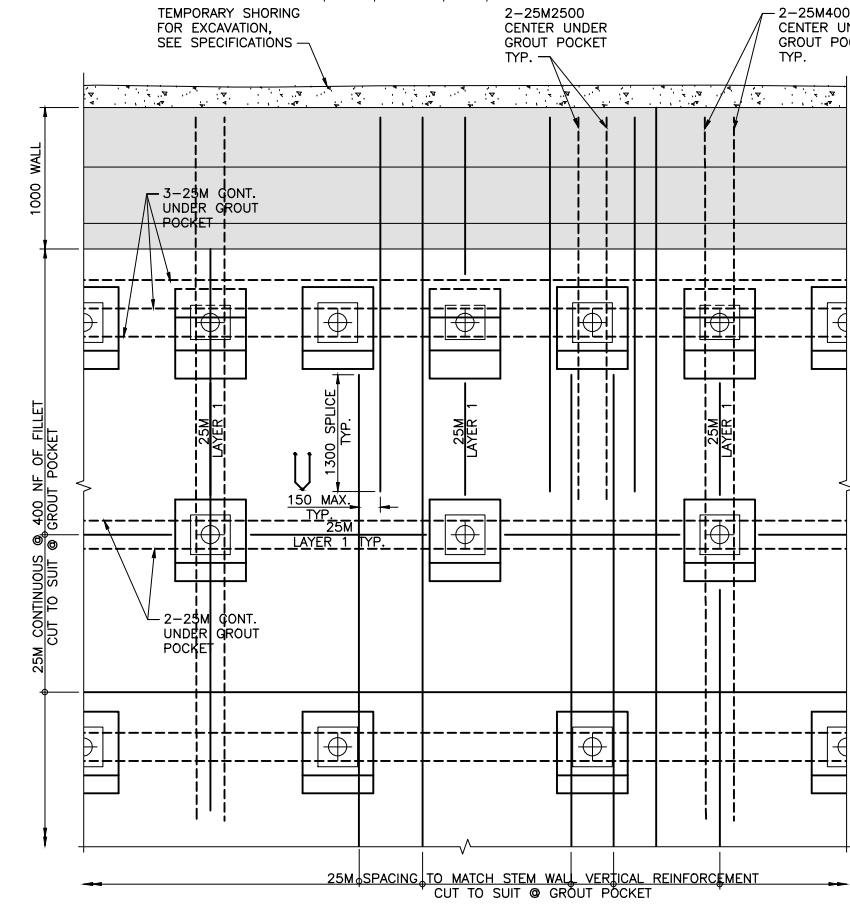 TEMPORARY SHORING
FOR EXCAVATION,
SEE SPECIFICATIONS
2-25M2500
CENTER UNDER
GROUT POCKET
TYP.
2-25M400
CENTER UN
GROUT PO
TYP.
1000 WALL
3-25M CONT.
UNDER GROUT
POCKET
25M
LAYER 1
1300 SPLICE
TYP.
25M
LAYER 1
25M
LAYER 1
150 MAX.
TYP.
25M
LAYER 1 TYP.
25M CONTINUOUS @ 400 NF OF FILLET
CUT TO SUIT @ GROUT POCKET
2-25M CONT.
UNDER GROUT
POCKET
25M SPACING TO MATCH STEM WALL VERTICAL REINFORCEMENT
CUT TO SUIT @ GROUT POCKET